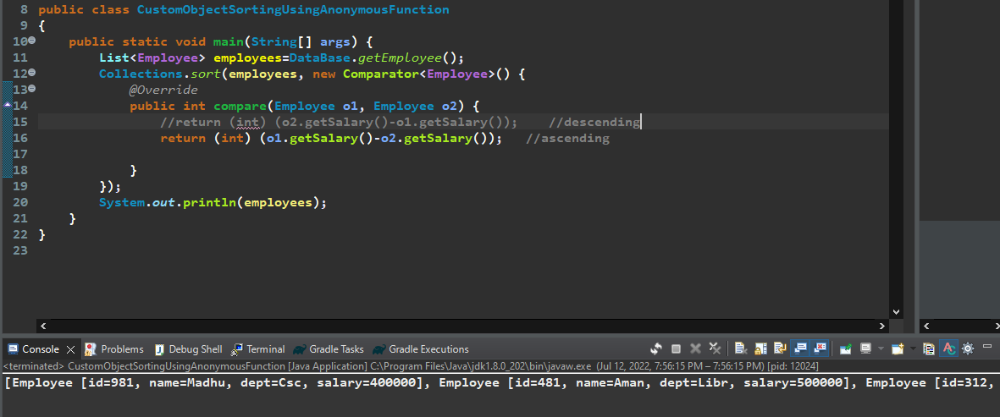 8 public class CustomObjectSortingUsingAnonymousFunction
9 {
10 public static void main(String[] args) {
11 List<Employee> employees=DataBase.getEmployee();
12 Collections.sort(employees, new Comparator<Employee>() {
13 @Override
14 public int compare(Employee o1, Employee o2) {
15 //return (int) (o2.getSalary()-o1.getSalary()); //descending
16 return (int) (o1.getSalary()-o2.getSalary()); //ascending
17
18 }
19 });
20 System.out.println(employees);
21 }
22 }
23
Console Problems Debug Shell Terminal Gradle Tasks Gradle Executions
<terminated> CustomObjectSortingUsingAnonymousFunction [Java Application] C:\Program Files\Java\jdk1.8.0_202\bin\javaw.exe (Jul 12, 2022, 7:56:15 PM – 7:56:15 PM) [pid: 12024]
[Employee [id=981, name=Madhu, dept=Csc, salary=400000], Employee [id=481, name=Aman, dept=Libr, salary=500000], Employee [id=312,